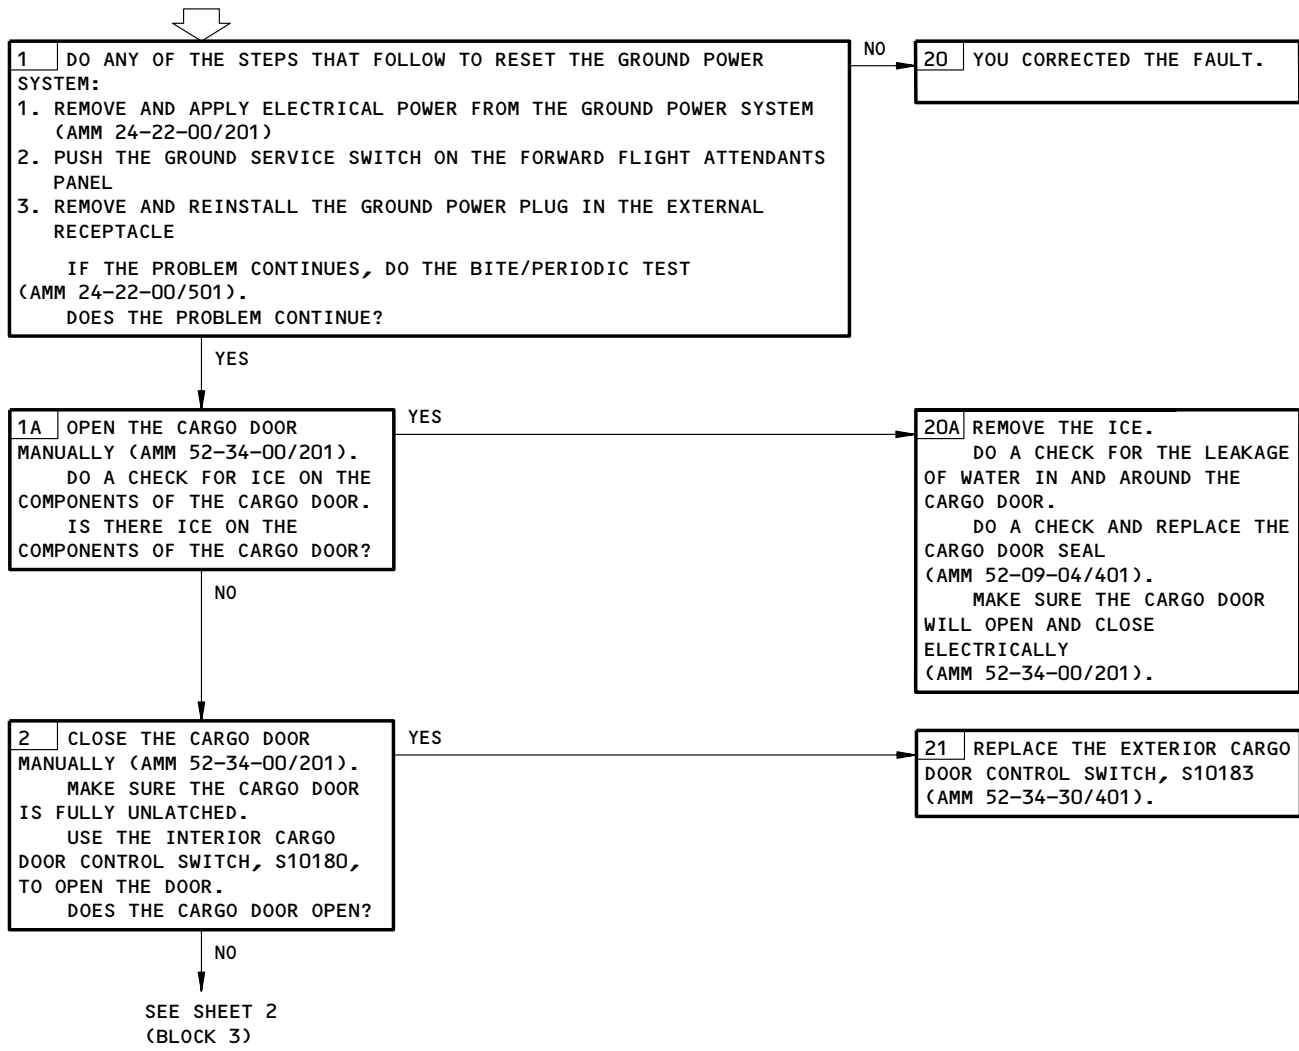 1 DO ANY OF THE STEPS THAT FOLLOW TO RESET THE GROUND POWER
SYSTEM:
1. REMOVE AND APPLY ELECTRICAL POWER FROM THE GROUND POWER SYSTEM
(AMM 24-22-00/201)
2. PUSH THE GROUND SERVICE SWITCH ON THE FORWARD FLIGHT ATTENDANTS
PANEL
3. REMOVE AND REINSTALL THE GROUND POWER PLUG IN THE EXTERNAL
RECEPTACLE
IF THE PROBLEM CONTINUES, DO THE BITE/PERIODIC TEST
(AMM 24-22-00/501).
DOES THE PROBLEM CONTINUE?
NO
20 YOU CORRECTED THE FAULT.
YES
1A OPEN THE CARGO DOOR
MANUALLY (AMM 52-34-00/201).
DO A CHECK FOR ICE ON THE
COMPONENTS OF THE CARGO DOOR.
IS THERE ICE ON THE
COMPONENTS OF THE CARGO DOOR?
YES
20A REMOVE THE ICE.
DO A CHECK FOR THE LEAKAGE
OF WATER IN AND AROUND THE
CARGO DOOR.
DO A CHECK AND REPLACE THE
CARGO DOOR SEAL
(AMM 52-09-04/401).
MAKE SURE THE CARGO DOOR
WILL OPEN AND CLOSE
ELECTRICALLY
(AMM 52-34-00/201).
NO
2 CLOSE THE CARGO DOOR
MANUALLY (AMM 52-34-00/201).
MAKE SURE THE CARGO DOOR
IS FULLY UNLATCHED.
USE THE INTERIOR CARGO
DOOR CONTROL SWITCH, S10180,
TO OPEN THE DOOR.
DOES THE CARGO DOOR OPEN?
YES
21 REPLACE THE EXTERIOR CARGO
DOOR CONTROL SWITCH, S10183
(AMM 52-34-30/401).
NO
SEE SHEET 2
(BLOCK 3)